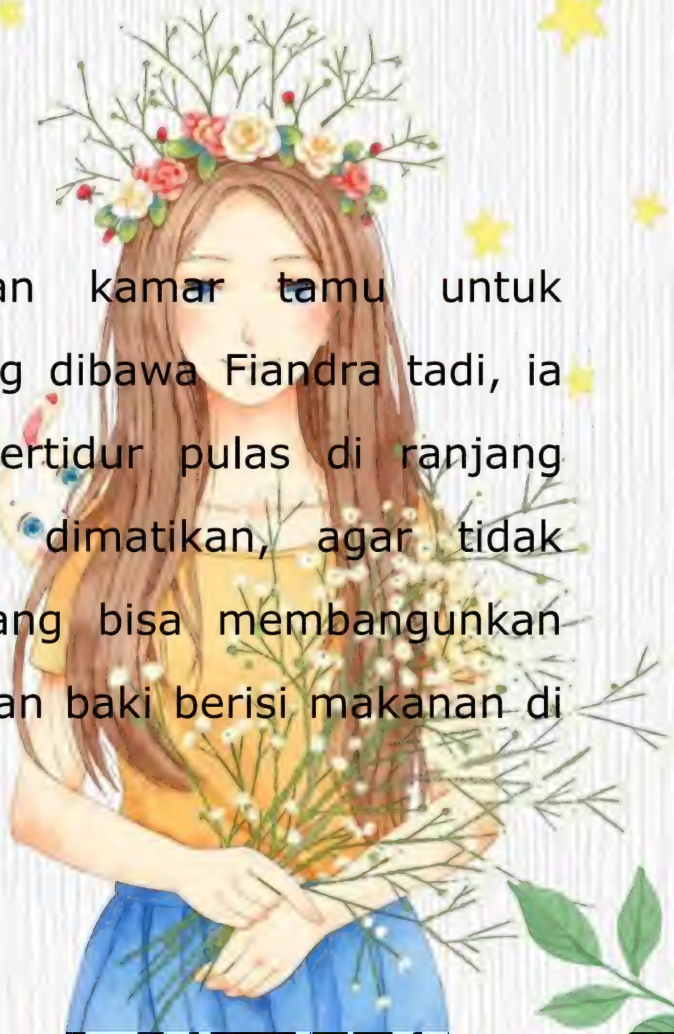 an kamar tamu untuk
g dibawa Fiandra tadi, ia
ertidur pulas di ranjang
dimatikan, agar tidak
ang bisa membangunkan
an baki berisi makanan di